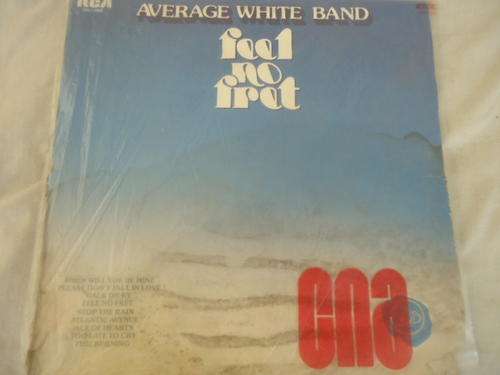 RCA
AVERAGE WHITE BAND
feel
no
fret
WHEN WILL YOU BE MINE
PLEASE DON'T FALL IN LOVE
WALK ON BY
FEEL NO FRET
STOP THE RAIN
ATLANTIC AVENUE
ACE OF HEARTS
TOO LATE TO CRY
FIRE BURNING